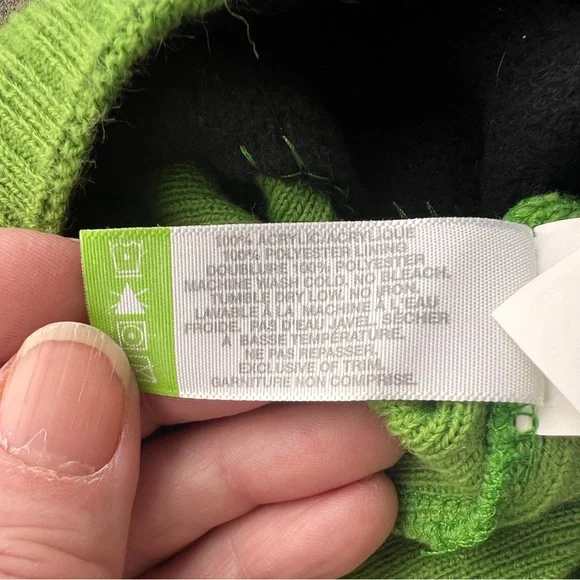 100% ACRYLIC/ACRYLIQUE
100% POLYESTER LINING
DOUBLURE 100% POLYESTER
MACHINE WASH COLD. NO BLEACH.
TUMBLE DRY LOW. NO IRON.
LAVABLE À LA MACHINE À L'EAU
FROIDE, PAS D'EAU JAVEL, SÉCHER
À BASSE TEMPÉRATURE.
NE PAS REPASSER.
EXCLUSIVE OF TRIM.
GARNITURE NON COMPRISE.